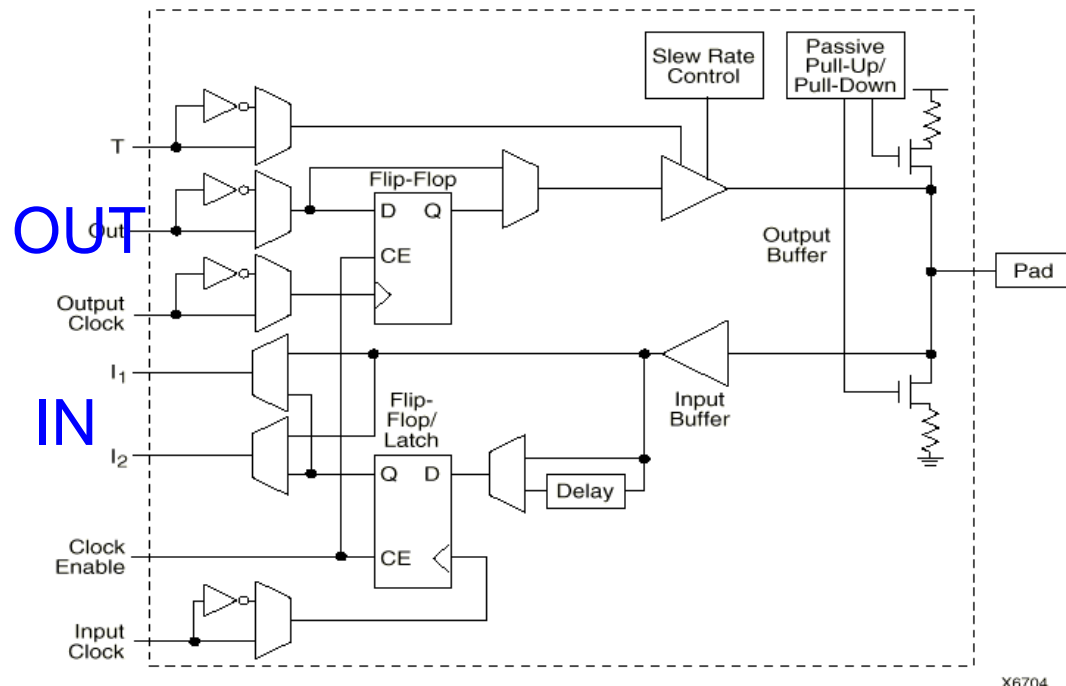 Slew Rate
Control
Passive
Pull-Up/
Pull-Down
T
Flip-Flop
D Q
OUT
Out
CE
Output
Buffer
Pad
Output
Clock
I1
IN
Flip-
Flop/
Latch
Input
Buffer
I2
Q D
Delay
Clock
Enable
CE
Input
Clock
X6704